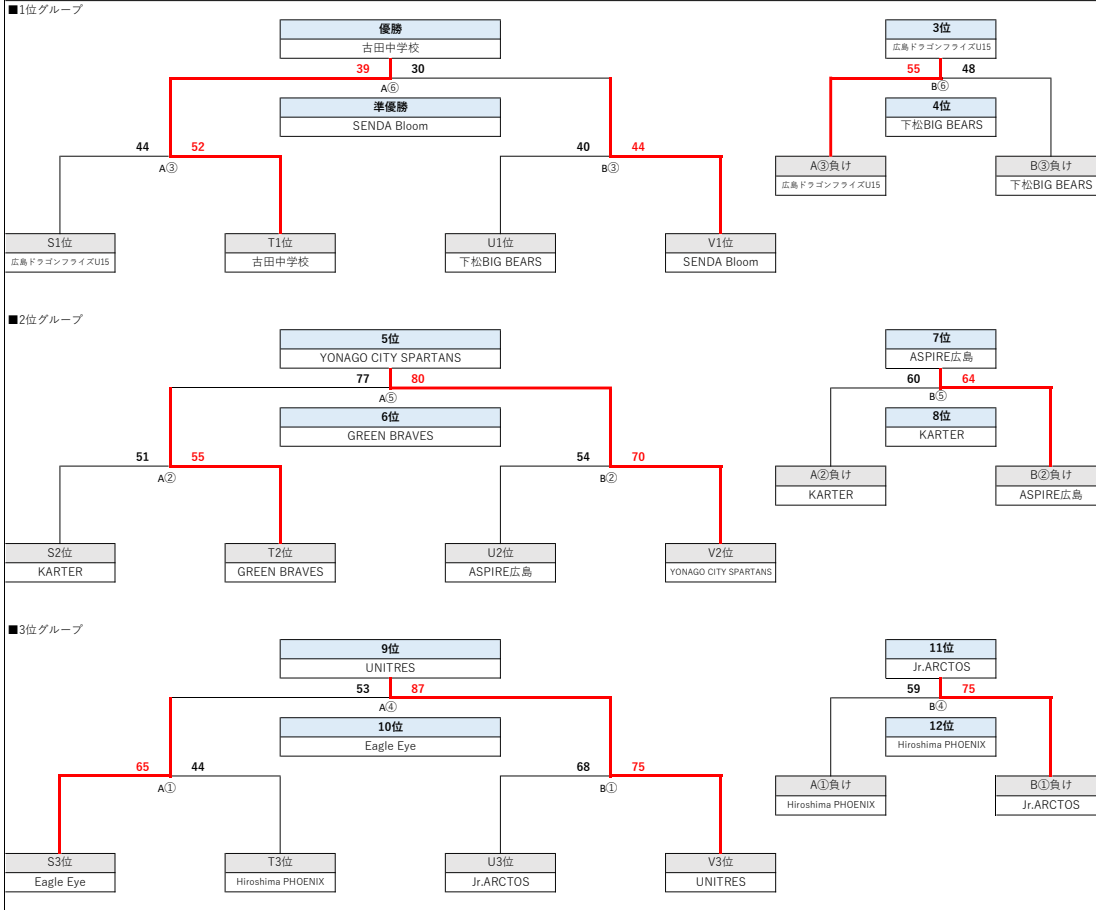 ■1位グループ
優勝
古田中学校
39 30
A⑥
準優勝
SENDA Bloom
44 52
A③
40 44
B③
S1位
広島ドラゴンフライズU15
T1位
古田中学校
U1位
下松BIG BEARS
V1位
SENDA Bloom
3位
広島ドラゴンフライズU15
55 48
B⑥
4位
下松BIG BEARS
A③負け
広島ドラゴンフライズU15
B③負け
下松BIG BEARS
■2位グループ
5位
YONAGO CITY SPARTANS
77 80
A⑤
6位
GREEN BRAVES
51 55
A②
54 70
B②
S2位
KARTER
T2位
GREEN BRAVES
U2位
ASPIRE広島
V2位
YONAGO CITY SPARTANS
7位
ASPIRE広島
60 64
B⑤
8位
KARTER
A②負け
KARTER
B②負け
ASPIRE広島
■3位グループ
9位
UNITRES
53 87
A④
10位
Eagle Eye
65 44
A①
68 75
B①
S3位
Eagle Eye
T3位
Hiroshima PHOENIX
U3位
Jr.ARCTOS
V3位
UNITRES
11位
Jr.ARCTOS
59 75
B④
12位
Hiroshima PHOENIX
A①負け
Hiroshima PHOENIX
B①負け
Jr.ARCTOS